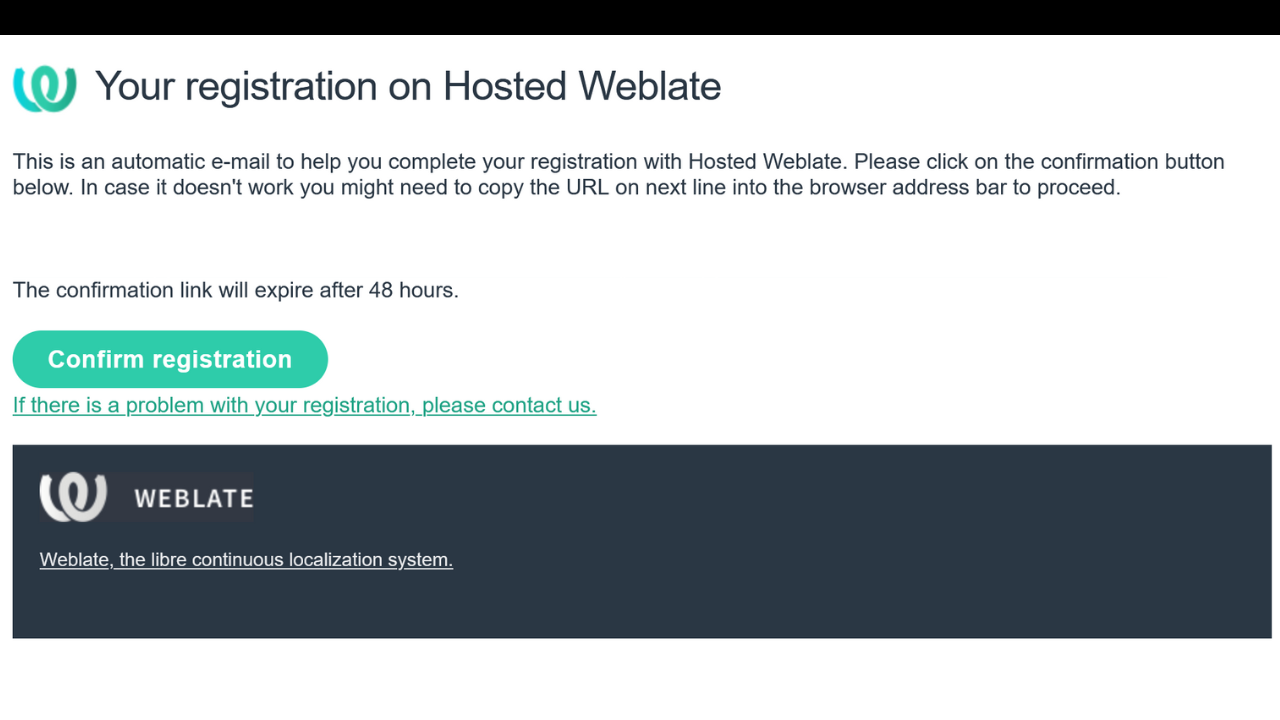 Your registration on Hosted Weblate
This is an automatic e-mail to help you complete your registration with Hosted Weblate. Please click on the confirmation button
below. In case it doesn't work you might need to copy the URL on next line into the browser address bar to proceed.
The confirmation link will expire after 48 hours.
Confirm registration
If there is a problem with your registration, please contact us.
WEBLATE
Weblate, the libre continuous localization system.